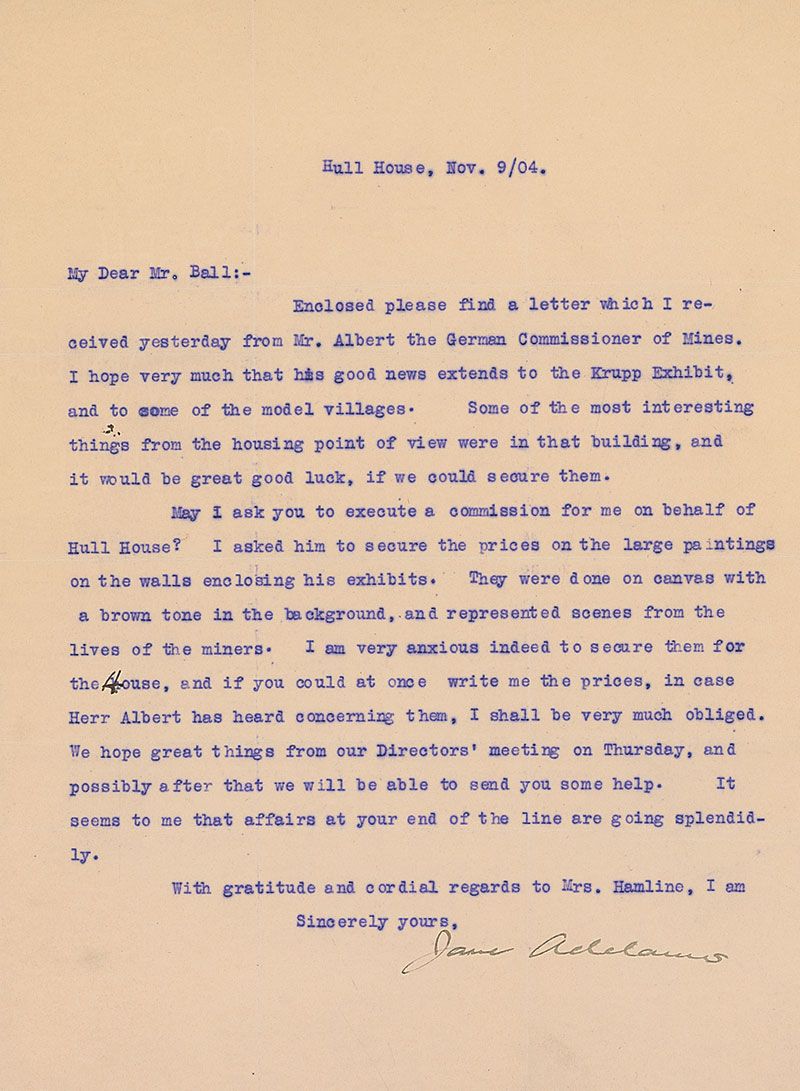 Hull House, Nov. 9/04.
My Dear Mr. Ball:-
Enclosed please find a letter which I re-
ceived yesterday from Mr. Albert the German Commissioner of Mines.
I hope very much that his good news extends to the Krupp Exhibit,
and to some of the model villages. Some of the most interesting
things from the housing point of view were in that building, and
it would be great good luck, if we could secure them.
May I ask you to execute a commission for me on behalf of
Hull House? I asked him to secure the prices on the large paintings
on the walls enclosing his exhibits. They were done on canvas with
a brown tone in the background, and represented scenes from the
lives of the miners. I am very anxious indeed to secure them for
the House, and if you could at once write me the prices, in case
Herr Albert has heard concerning them, I shall be very much obliged.
We hope great things from our Directors' meeting on Thursday, and
possibly after that we will be able to send you some help. It
seems to me that affairs at your end of the line are going splendid-
ly.
With gratitude and cordial regards to Mrs. Hamline, I am
Sincerely yours,
Jane Addams